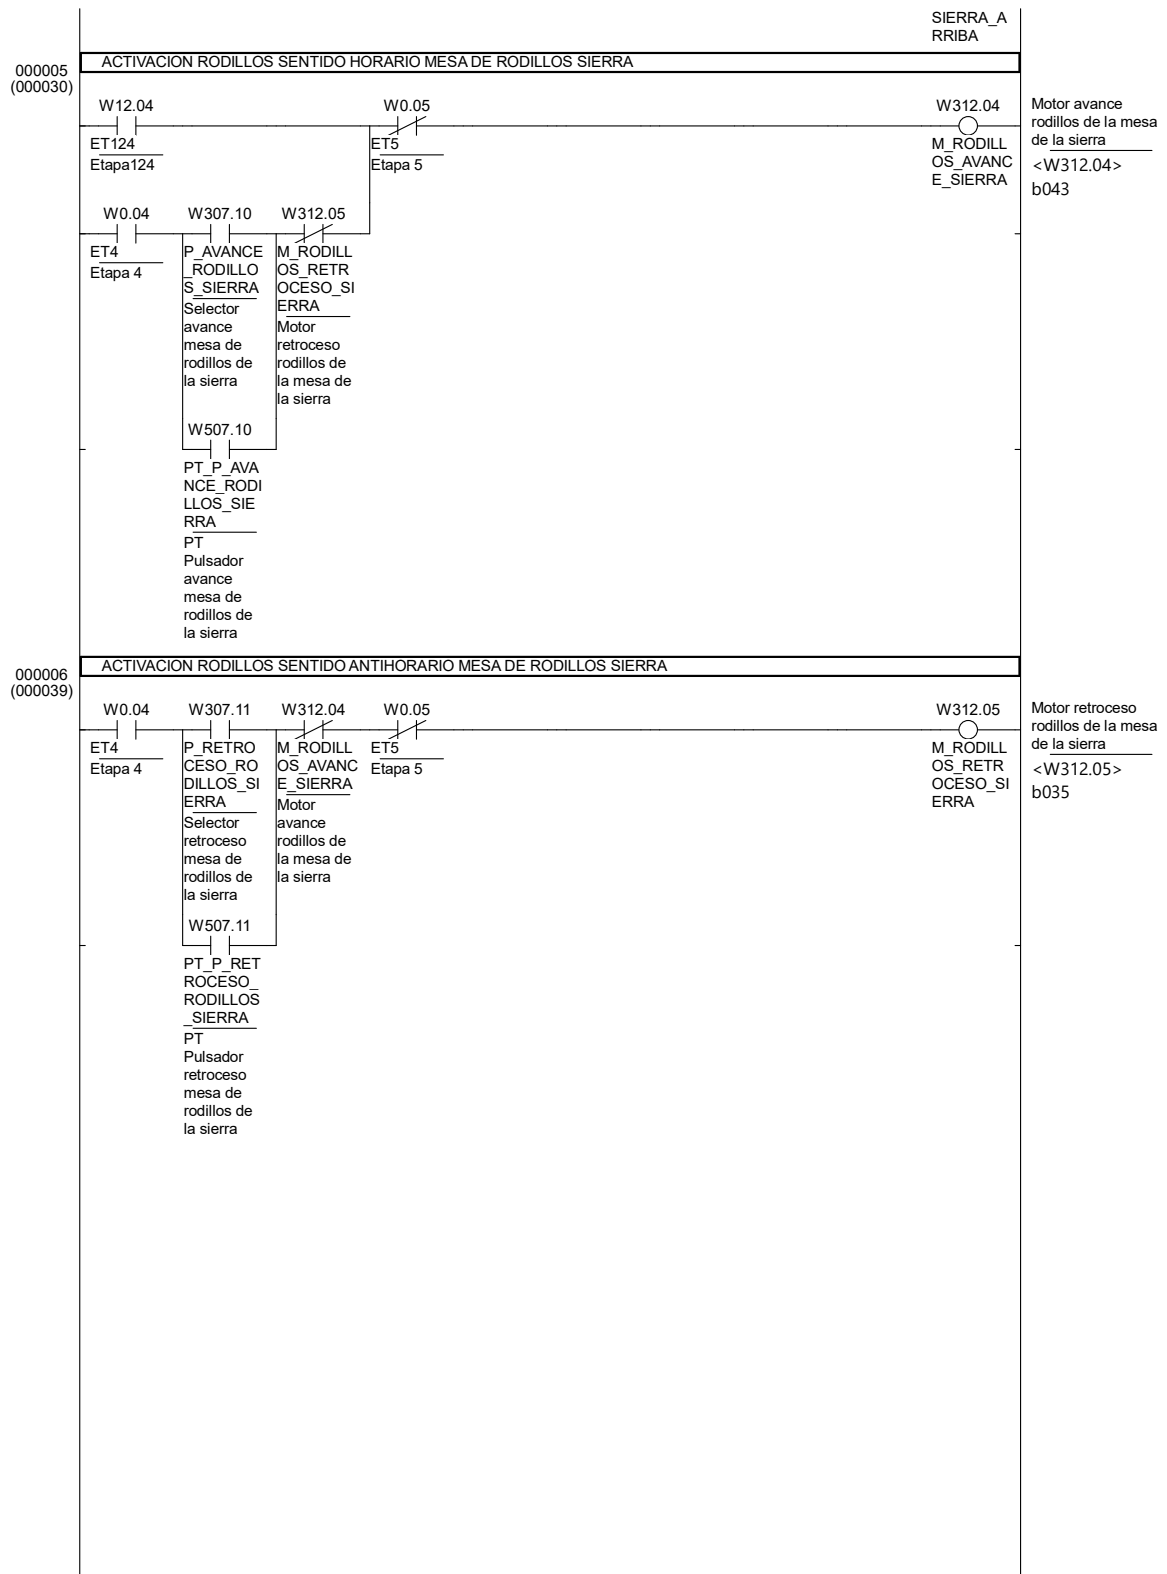 SIERRA_A
RRIBA
000005
(000030)
ACTIVACION RODILLOS SENTIDO HORARIO MESA DE RODILLOS SIERRA
W12.04
ET124
Etapa124
W0.05
ET5
Etapa 5
W312.04
M_RODILL
OS_AVANC
E_SIERRA
Motor avance
rodillos de la mesa
de la sierra
<W312.04>
b043
W0.04
ET4
Etapa 4
W307.10
P_AVANCE
_RODILLO
S_SIERRA
Selector
avance
mesa de
rodillos de
la sierra
W312.05
M_RODILL
OS_RETR
OCESO_SI
ERRA
Motor
retroceso
rodillos de
la mesa de
la sierra
W507.10
PT_P_AVA
NCE_RODI
LLOS_SIE
RRA
PT
Pulsador
avance
mesa de
rodillos de
la sierra
000006
(000039)
ACTIVACION RODILLOS SENTIDO ANTIHORARIO MESA DE RODILLOS SIERRA
W0.04
ET4
Etapa 4
W307.11
P_RETRO
CESO_RO
DILLOS_SI
ERRA
Selector
retroceso
mesa de
rodillos de
la sierra
W312.04
M_RODILL
OS_AVANC
E_SIERRA
Motor
avance
rodillos de
la mesa de
la sierra
W0.05
ET5
Etapa 5
W312.05
M_RODILL
OS_RETR
OCESO_SI
ERRA
Motor retroceso
rodillos de la mesa
de la sierra
<W312.05>
b035
W507.11
PT_P_RET
ROCESO_
RODILLOS
_SIERRA
PT
Pulsador
retroceso
mesa de
rodillos de
la sierra